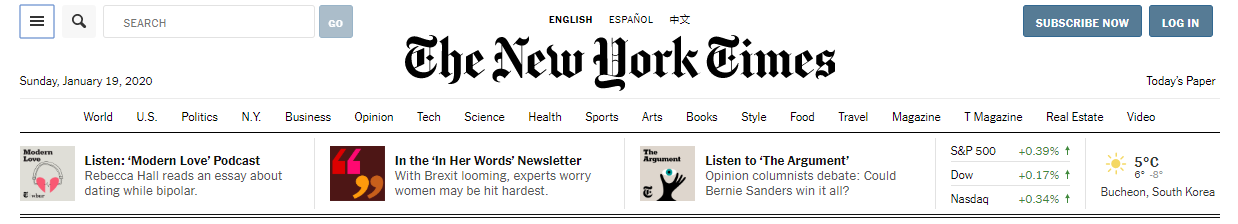 SEARCH
GO
ENGLISH ESPAÑOL 中文
SUBSCRIBE NOW
LOG IN
The New York Times
Sunday, January 19, 2020
Today's Paper
World U.S. Politics N.Y. Business Opinion Tech Science Health Sports Arts Books Style Food Travel Magazine T Magazine Real Estate Video
Modern
Love
Listen: ‘Modern Love’ Podcast
Rebecca Hall reads an essay about
dating while bipolar.
In the ‘In Her Words’ Newsletter
With Brexit looming, experts worry
women may be hit hardest.
The
Argument
Listen to ‘The Argument’
Opinion columnists debate: Could
Bernie Sanders win it all?
S&P 500 +0.39% ↑
Dow +0.17% ↑
Nasdaq +0.34% ↑
5°C
6° -8°
Bucheon, South Korea